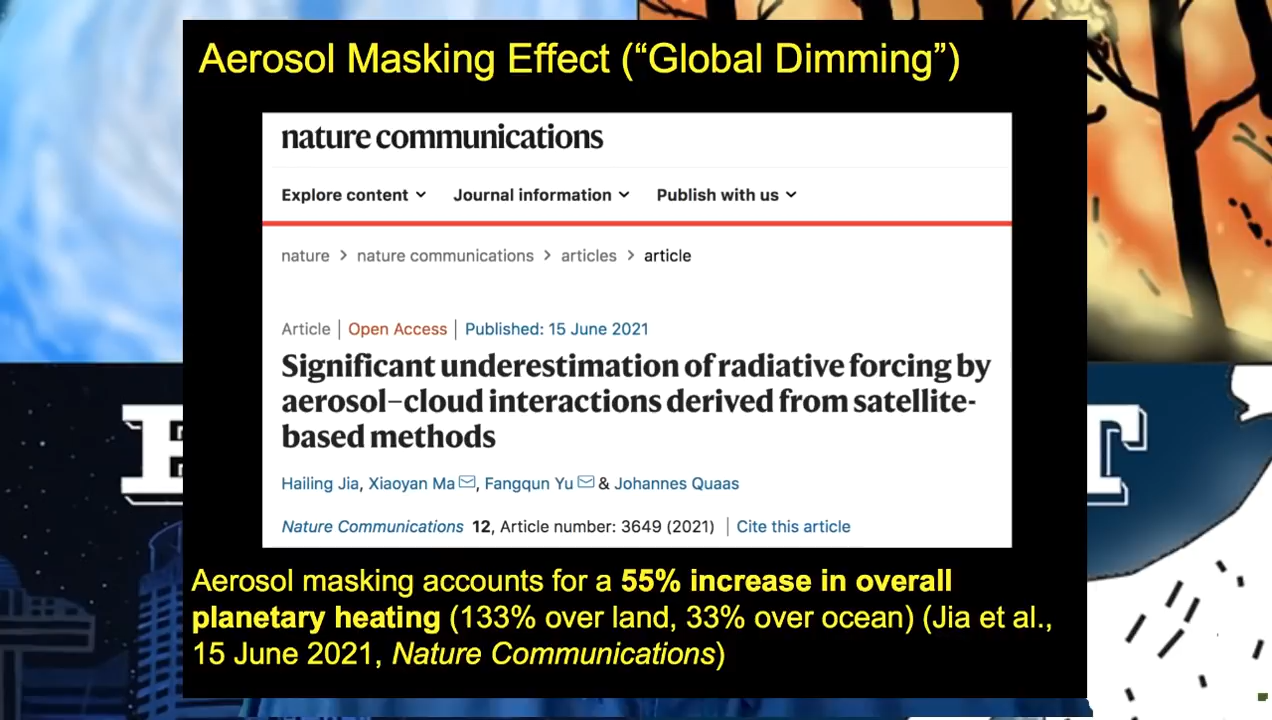 Aerosol Masking Effect (“Global Dimming”)
nature communications
Explore content
Journal information
Publish with us
nature > nature communications > articles > article
Article | Open Access | Published: 15 June 2021
Significant underestimation of radiative forcing by
aerosol–cloud interactions derived from satellite-
based methods
Hailing Jia, Xiaoyan Ma, Fangqun Yu & Johannes Quaas
Nature Communications 12, Article number: 3649 (2021) | Cite this article
Aerosol masking accounts for a 55% increase in overall
planetary heating (133% over land, 33% over ocean) (Jia et al.,
15 June 2021, Nature Communications)